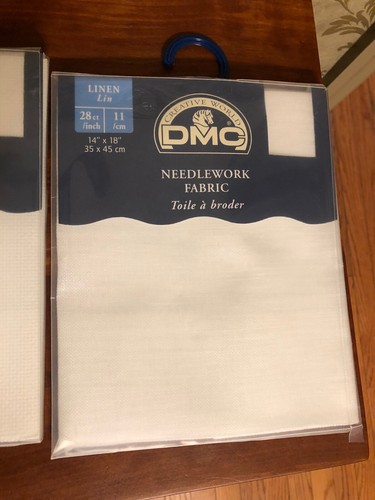 LINEN
Lin
28 ct 11
/inch /cm
14" x 18"
35 x 45 cm
CREATIVE WORLD
DMC®
NEEDLEWORK
FABRIC
Toile à broder